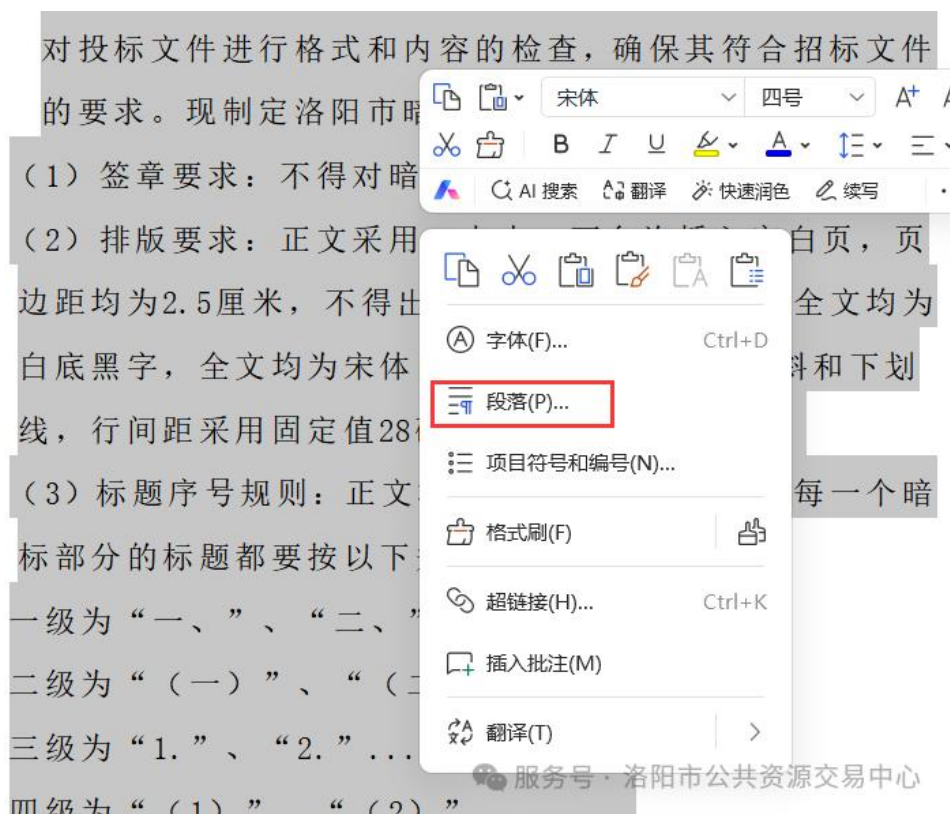 对投标文件进行格式和内容的检查，确保其符合招标文件
的要求。现制定洛阳市暗
（1）签章要求：不得对暗
（2）排版要求：正文采用
白页，页
边距均为2.5厘米，不得出
全文均为
白底黑字，全文均为宋体
和下划
线，行间距采用固定值28
（3）标题序号规则：正文
每一个暗
标部分的标题都要按以下
一级为“一、”、“二、”
二级为“（一）”、“（
三级为“1.”、“2.”...
四级为“（1）”、“（2）”
宋体 四号 A+
B I U A
AI 搜索 翻译 快速润色 续写
字体(F)... Ctrl+D
段落(P)...
项目符号和编号(N)...
格式刷(F)
超链接(H)... Ctrl+K
插入批注(M)
翻译(T)
服务号 · 洛阳市公共资源交易中心